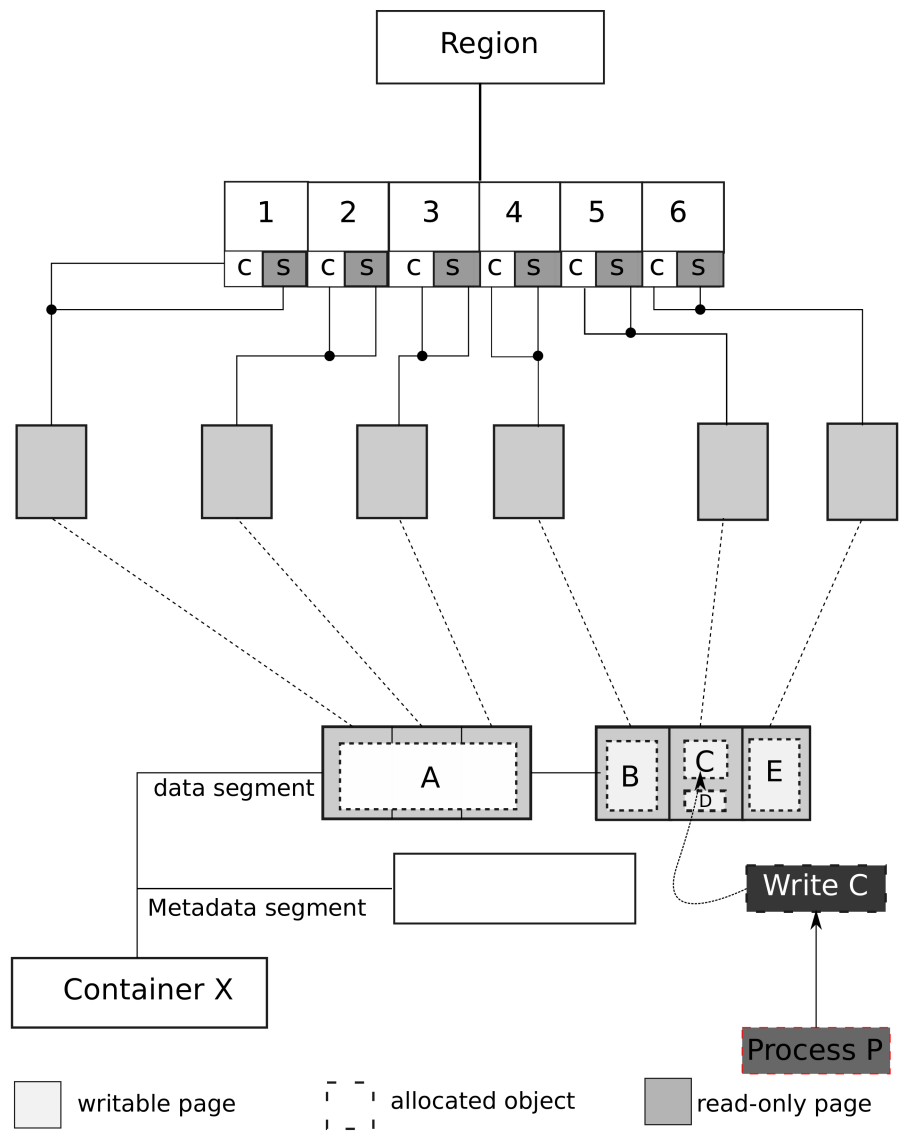 Region
1 2 3 4 5 6
c s c s c s c s c s c s
A
B C E
D
data segment
Write C
Metadata segment
Container X
Process P
writable page allocated object read-only page